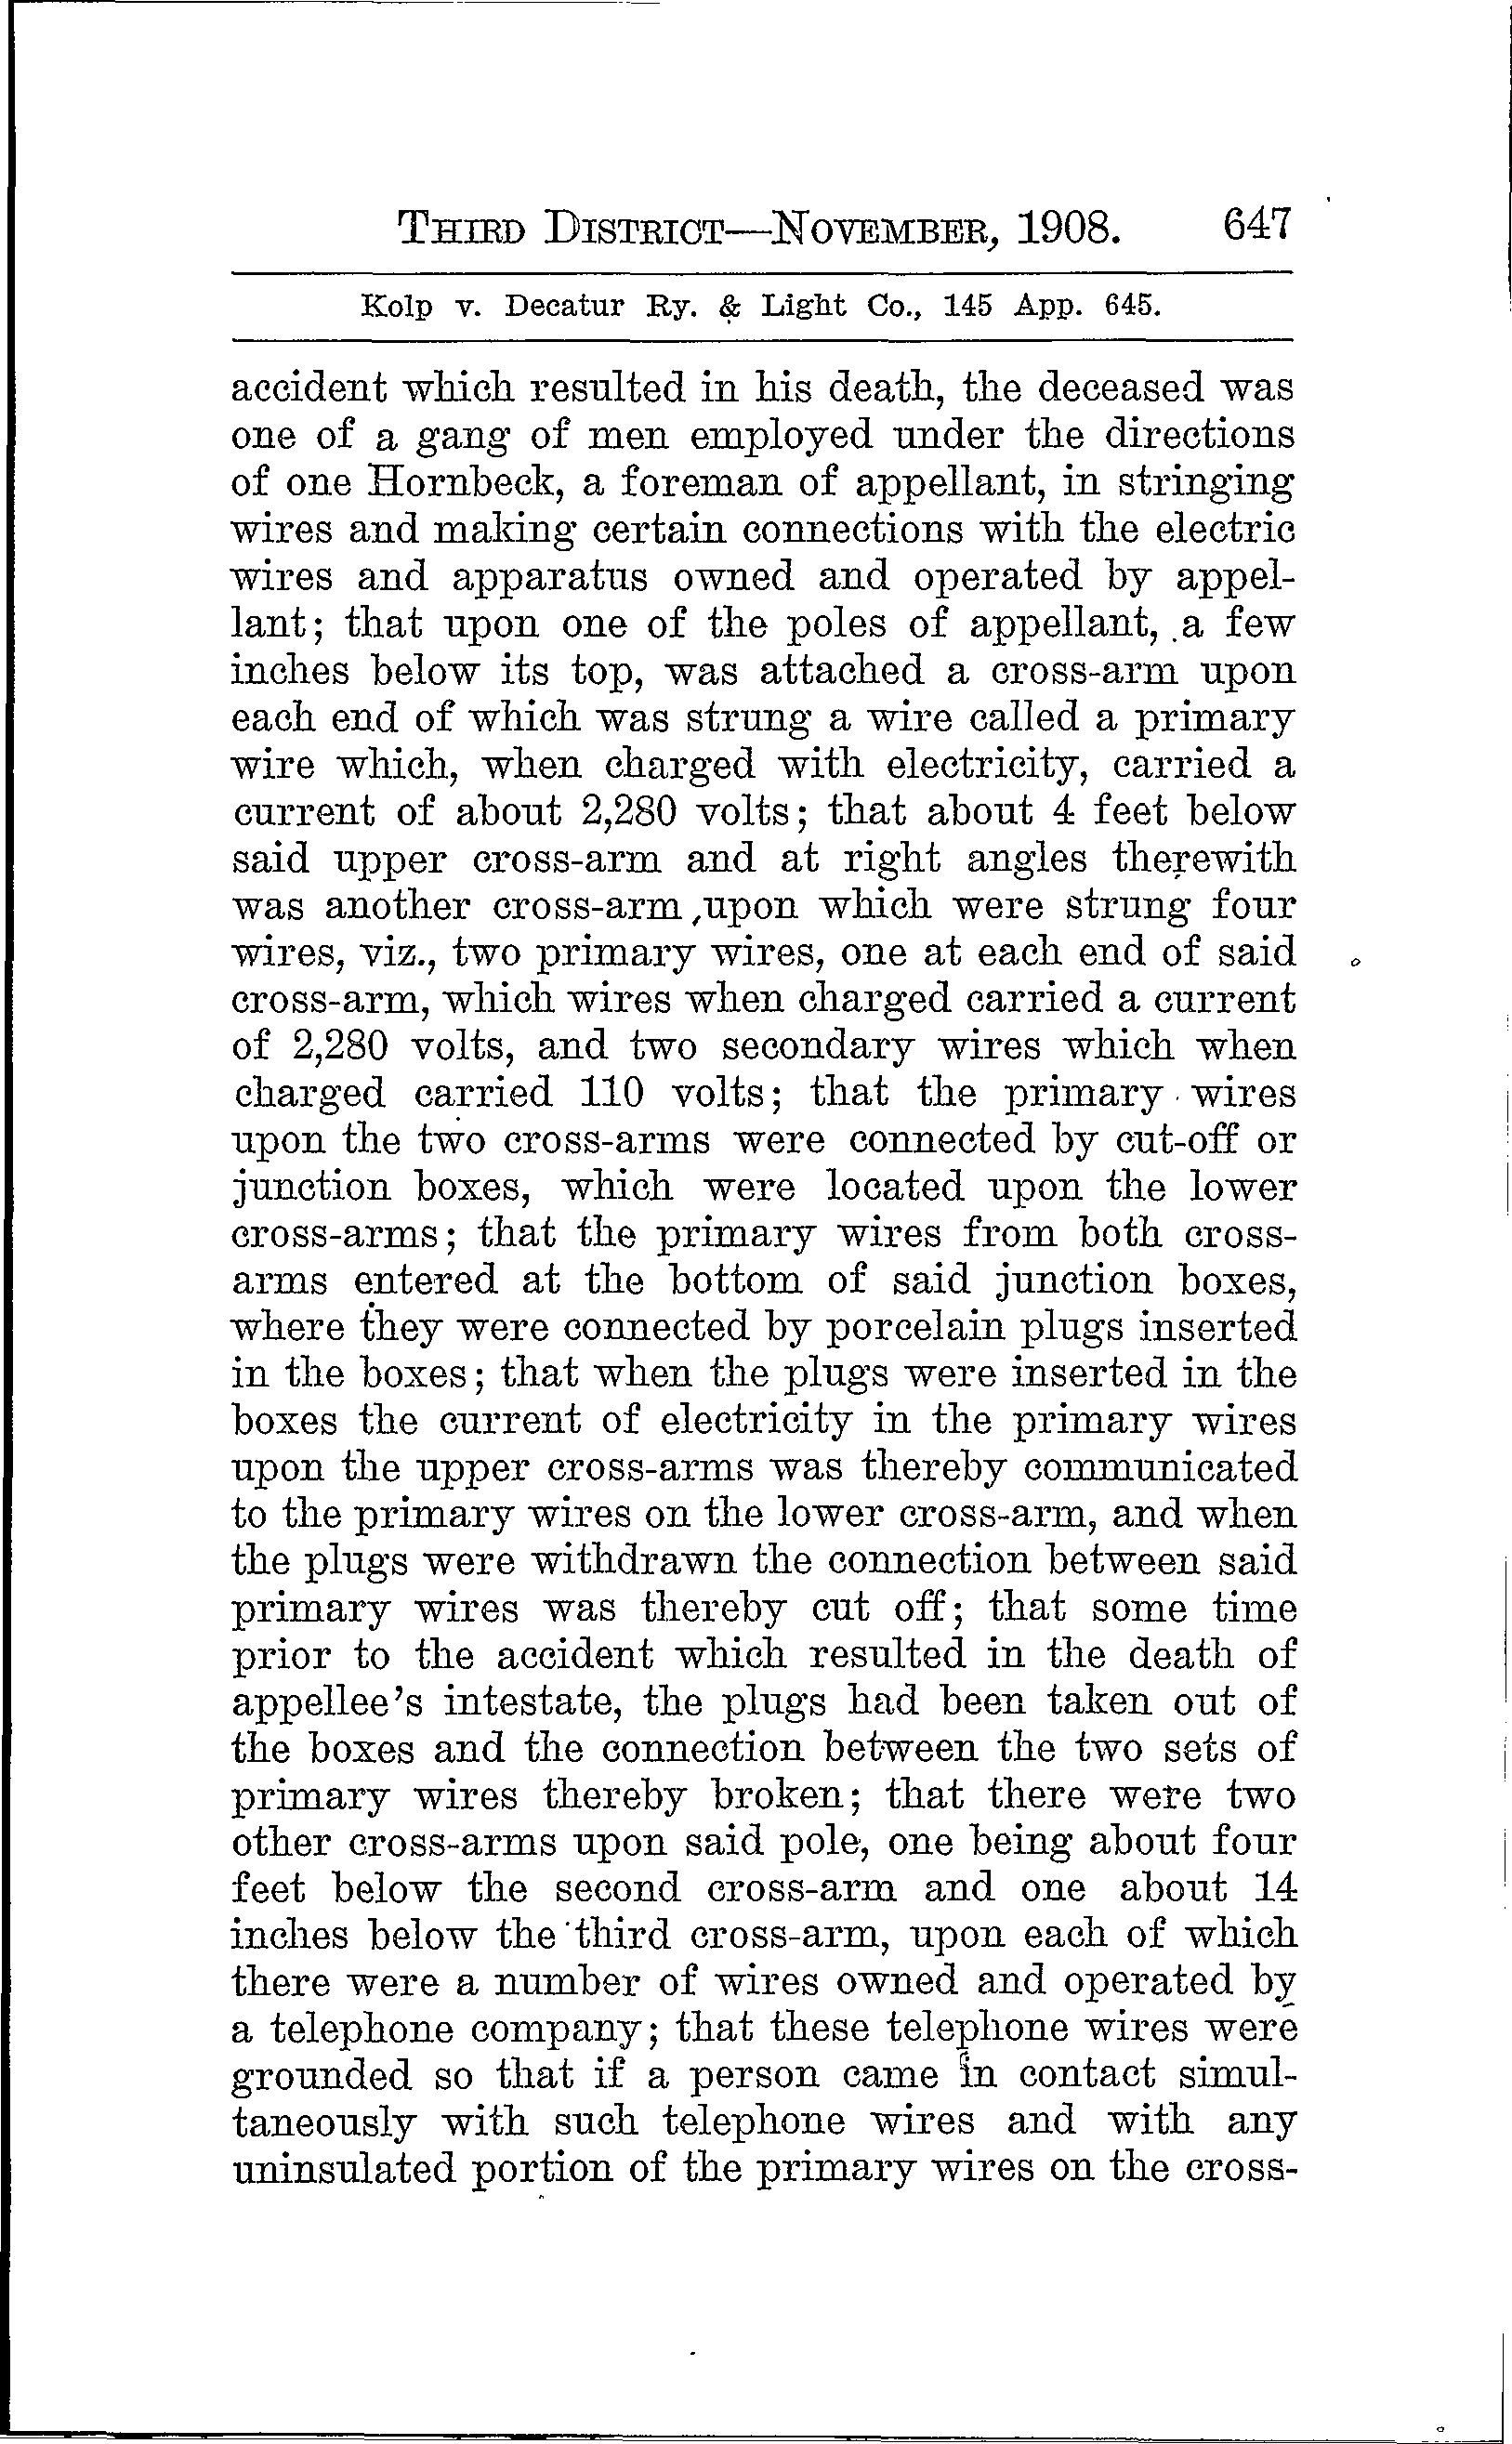 THIRD DISTRICT—NOVEMBER, 1908. 647
Kolp v. Decatur Ry. & Light Co., 145 App. 645.
accident which resulted in his death, the deceased was
one of a gang of men employed under the directions
of one Hornbeck, a foreman of appellant, in stringing
wires and making certain connections with the electric
wires and apparatus owned and operated by appel-
lant; that upon one of the poles of appellant, a few
inches below its top, was attached a cross-arm upon
each end of which was strung a wire called a primary
wire which, when charged with electricity, carried a
current of about 2,280 volts; that about 4 feet below
said upper cross-arm and at right angles therewith
was another cross-arm upon which were strung four
wires, viz., two primary wires, one at each end of said
cross-arm, which wires when charged carried a current
of 2,280 volts, and two secondary wires which when
charged carried 110 volts; that the primary wires
upon the two cross-arms were connected by cut-off or
junction boxes, which were located upon the lower
cross-arms; that the primary wires from both cross-
arms entered at the bottom of said junction boxes,
where they were connected by porcelain plugs inserted
in the boxes; that when the plugs were inserted in the
boxes the current of electricity in the primary wires
upon the upper cross-arms was thereby communicated
to the primary wires on the lower cross-arm, and when
the plugs were withdrawn the connection between said
primary wires was thereby cut off; that some time
prior to the accident which resulted in the death of
appellee's intestate, the plugs had been taken out of
the boxes and the connection between the two sets of
primary wires thereby broken; that there were two
other cross-arms upon said pole, one being about four
feet below the second cross-arm and one about 14
inches below the third cross-arm, upon each of which
there were a number of wires owned and operated by
a telephone company; that these telephone wires were
grounded so that if a person came in contact simul-
taneously with such telephone wires and with any
uninsulated portion of the primary wires on the cross-